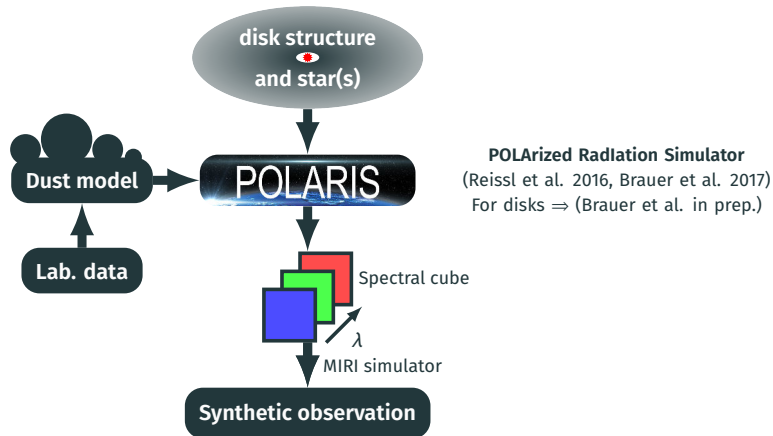 disk structure
and star(s)
Dust model
POLARIS
POLArized RadIation Simulator
(Reissl et al. 2016, Brauer et al. 2017)
For disks ⇒ (Brauer et al. in prep.)
Lab. data
Spectral cube
λ
MIRI simulator
Synthetic observation